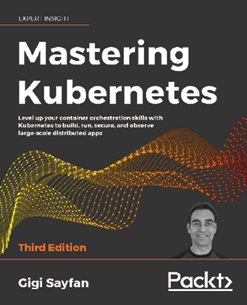 EXPERT INSIGHT
Mastering
Kubernetes
Level up your container orchestration skills with
Kubernetes to build, run, secure, and observe
large-scale distributed apps
Third Edition
Gigi Sayfan
Packt>